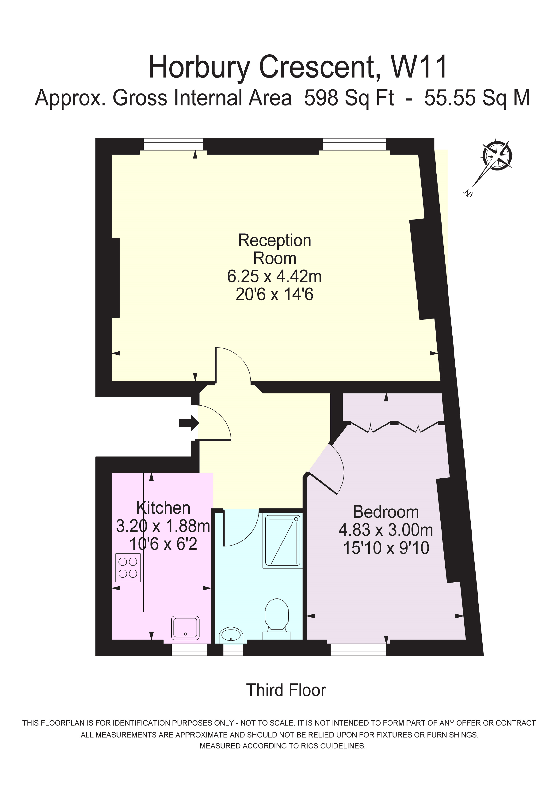 Horbury Crescent, W11
Approx. Gross Internal Area 598 Sq Ft - 55.55 Sq M
N
Reception
Room
6.25 x 4.42m
20'6 x 14'6
Kitchen
3.20 x 1.88m
10'6 x 6'2
Bedroom
4.83 x 3.00m
15'10 x 9'10
Third Floor
THIS FLOORPLAN IS FOR IDENTIFICATION PURPOSES ONLY - NOT TO SCALE. IT IS NOT INTENDED TO FORM PART OF ANY OFFER OR CONTRACT
ALL MEASUREMENTS ARE APPROXIMATE AND SHOULD NOT BE RELIED UPON FOR FIXTURES OR FURNISHINGS.
MEASURED ACCORDING TO RICS GUIDELINES